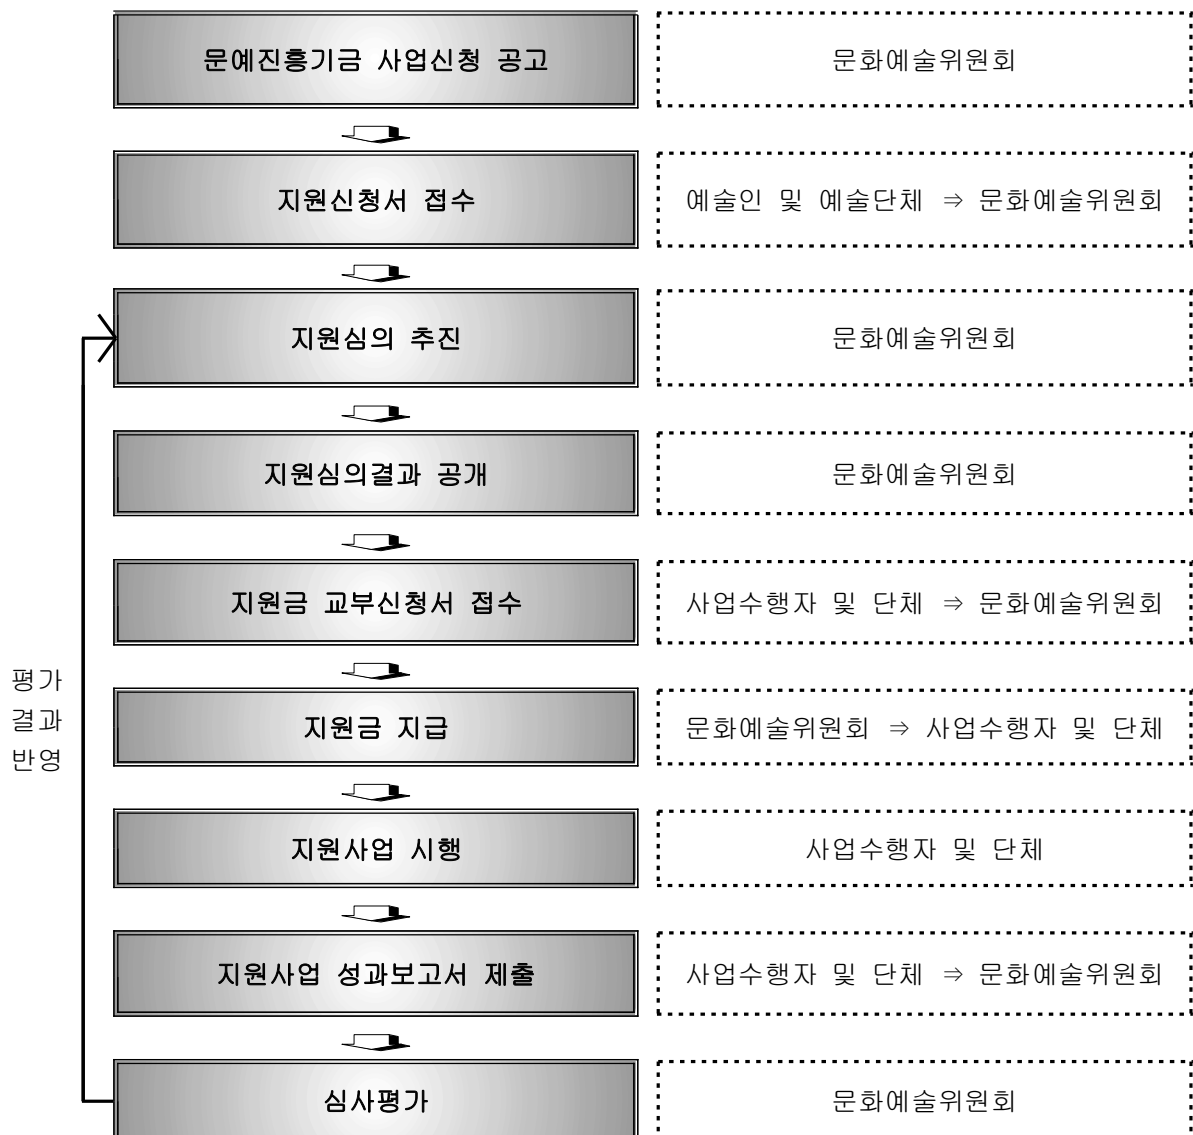 문예진흥기금 사업신청 공고
문화예술위원회
지원신청서 접수
예술인 및 예술단체 ⇒ 문화예술위원회
지원심의 추진
문화예술위원회
지원심의결과 공개
문화예술위원회
지원금 교부신청서 접수
사업수행자 및 단체 ⇒ 문화예술위원회
평가
결과
반영
지원금 지급
문화예술위원회 ⇒ 사업수행자 및 단체
지원사업 시행
사업수행자 및 단체
지원사업 성과보고서 제출
사업수행자 및 단체 ⇒ 문화예술위원회
심사평가
문화예술위원회